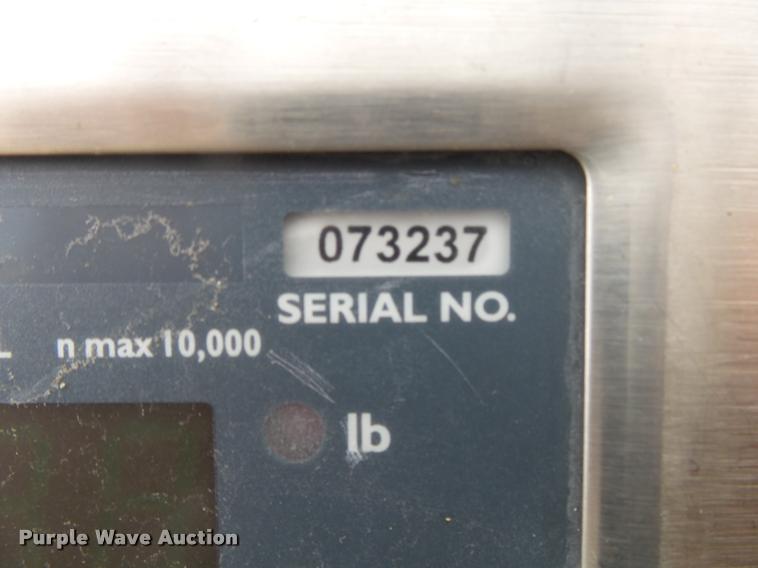 073237
SERIAL NO.
n max 10,000
lb
Purple Wave Auction